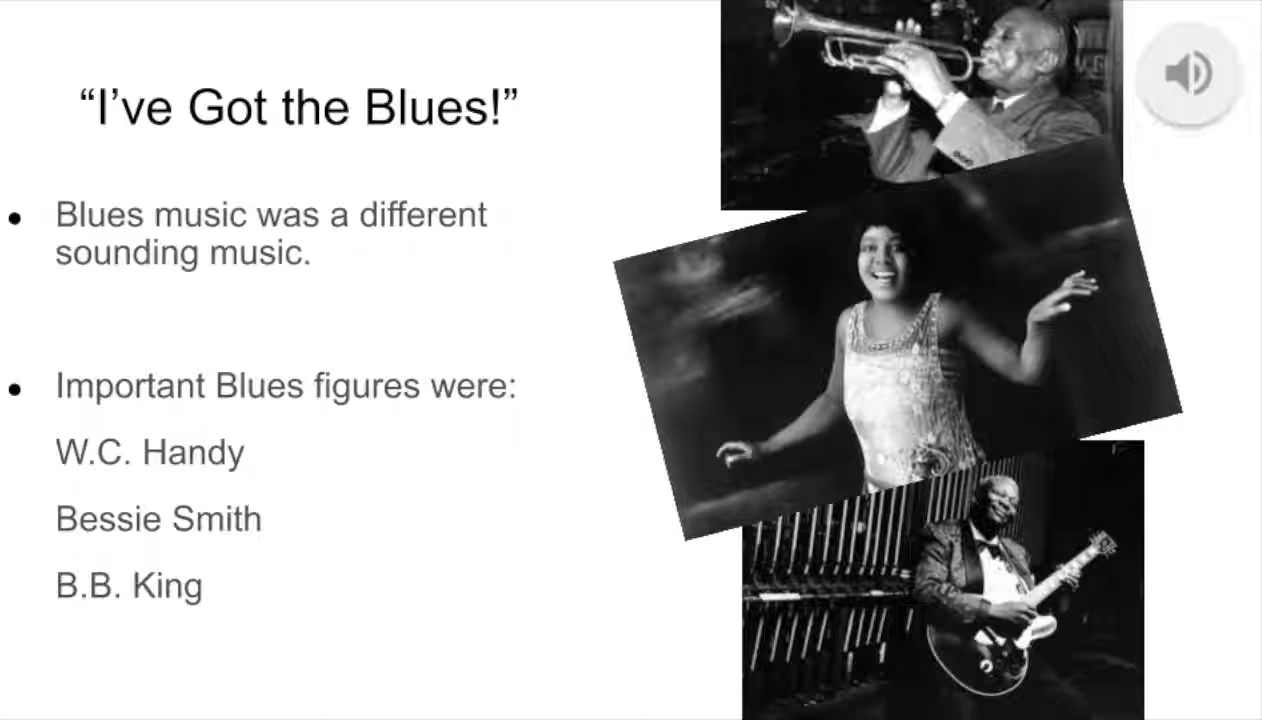 “I’ve Got the Blues!”
● Blues music was a different
sounding music.
● Important Blues figures were:
W.C. Handy
Bessie Smith
B.B. King